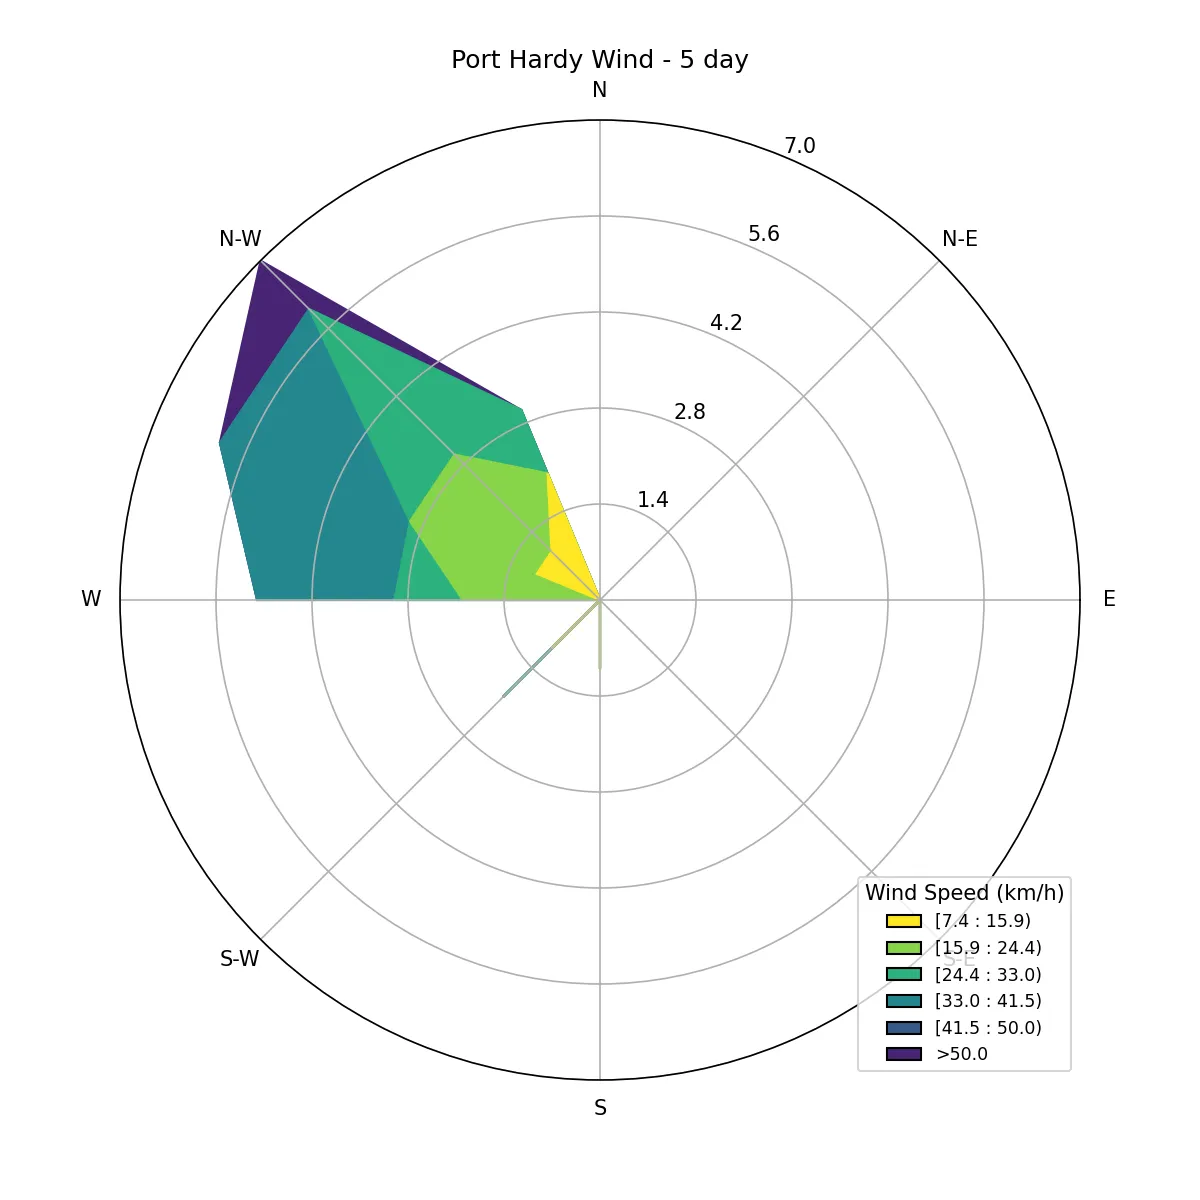 Port Hardy Wind - 5 day
N
7.0
5.6
N-W
N-E
4.2
2.8
1.4
W
E
S-W
S-E
Wind Speed (km/h)
[7.4 : 15.9)
[15.9 : 24.4)
[24.4 : 33.0)
[33.0 : 41.5)
[41.5 : 50.0)
>50.0
S